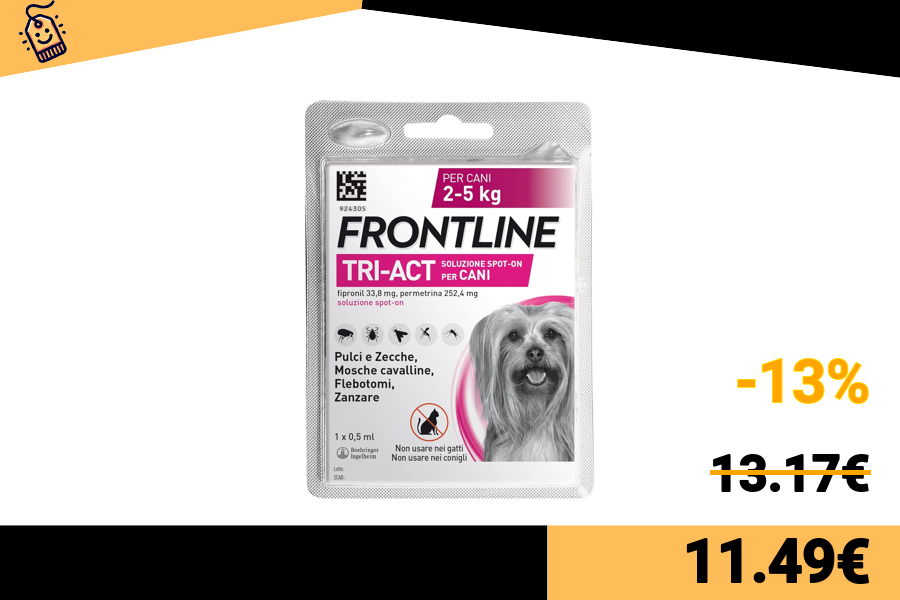 PER CANI
2-5 kg
924305
FRONTLINE
TRI-ACT SOLUZIONE SPOT-ON
PER CANI
fipronil 33,8 mg, permetrina 252,4 mg
soluzione spot-on
Pulci e Zecche,
Mosche cavalline,
Flebotomi,
Zanzare
1 x 0,5 ml
Boehringer
Ingelheim
Non usare nei gatti
Non usare nei conigli
Lotto:
SCAD:
-13%
13.17€
11.49€